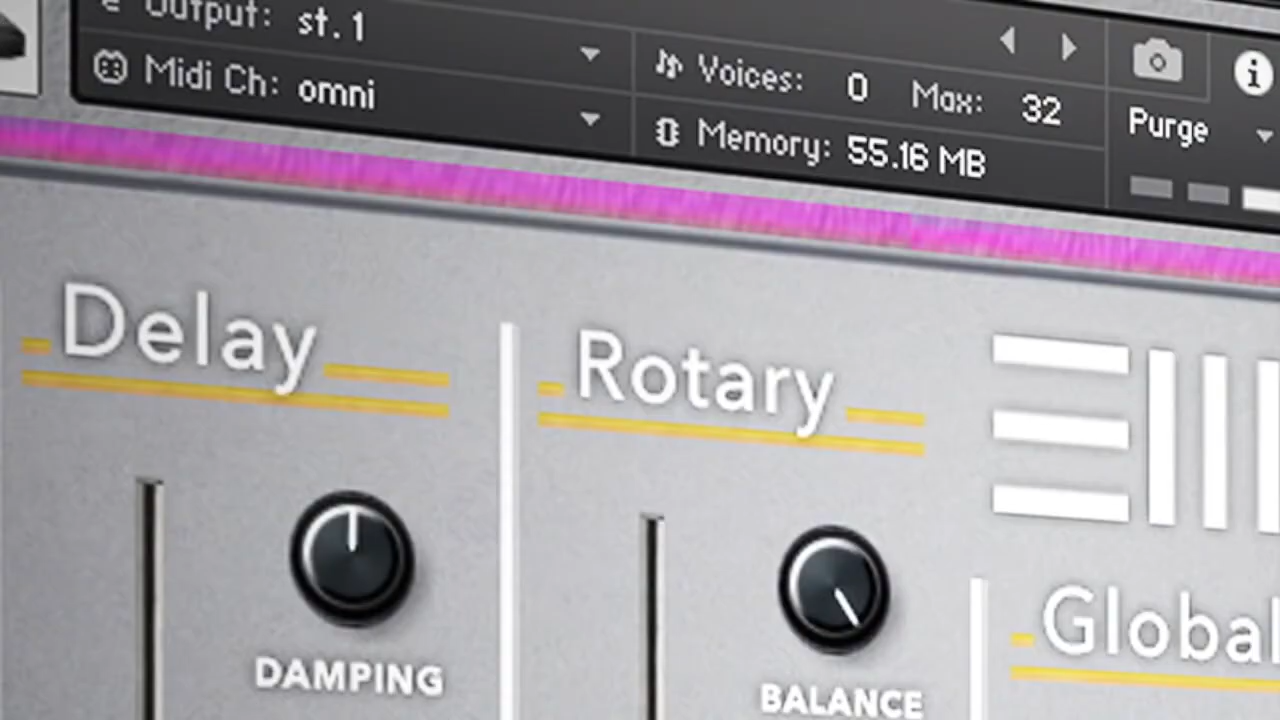 Output: st. 1
Midi Ch: omni
Voices: 0 Max: 32
Memory: 55.16 MB
Purge
Delay
Rotary
Global
DAMPING
BALANCE